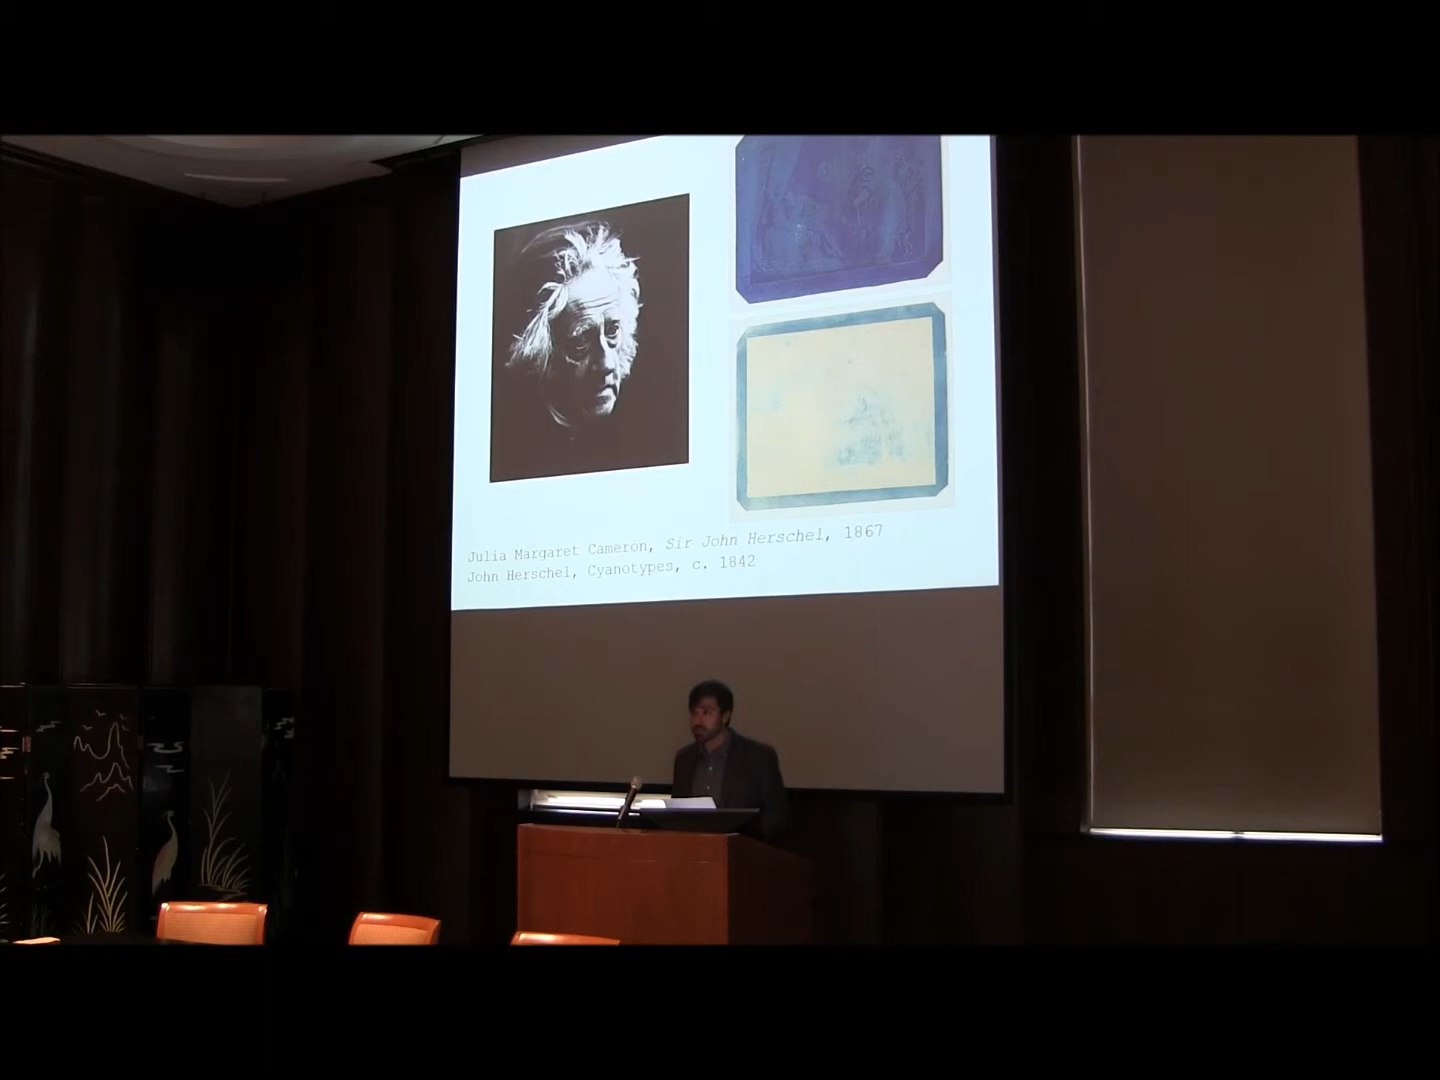 Julia Margaret Cameron, Sir John Herschel, 1867
John Herschel, Cyanotypes, c. 1842